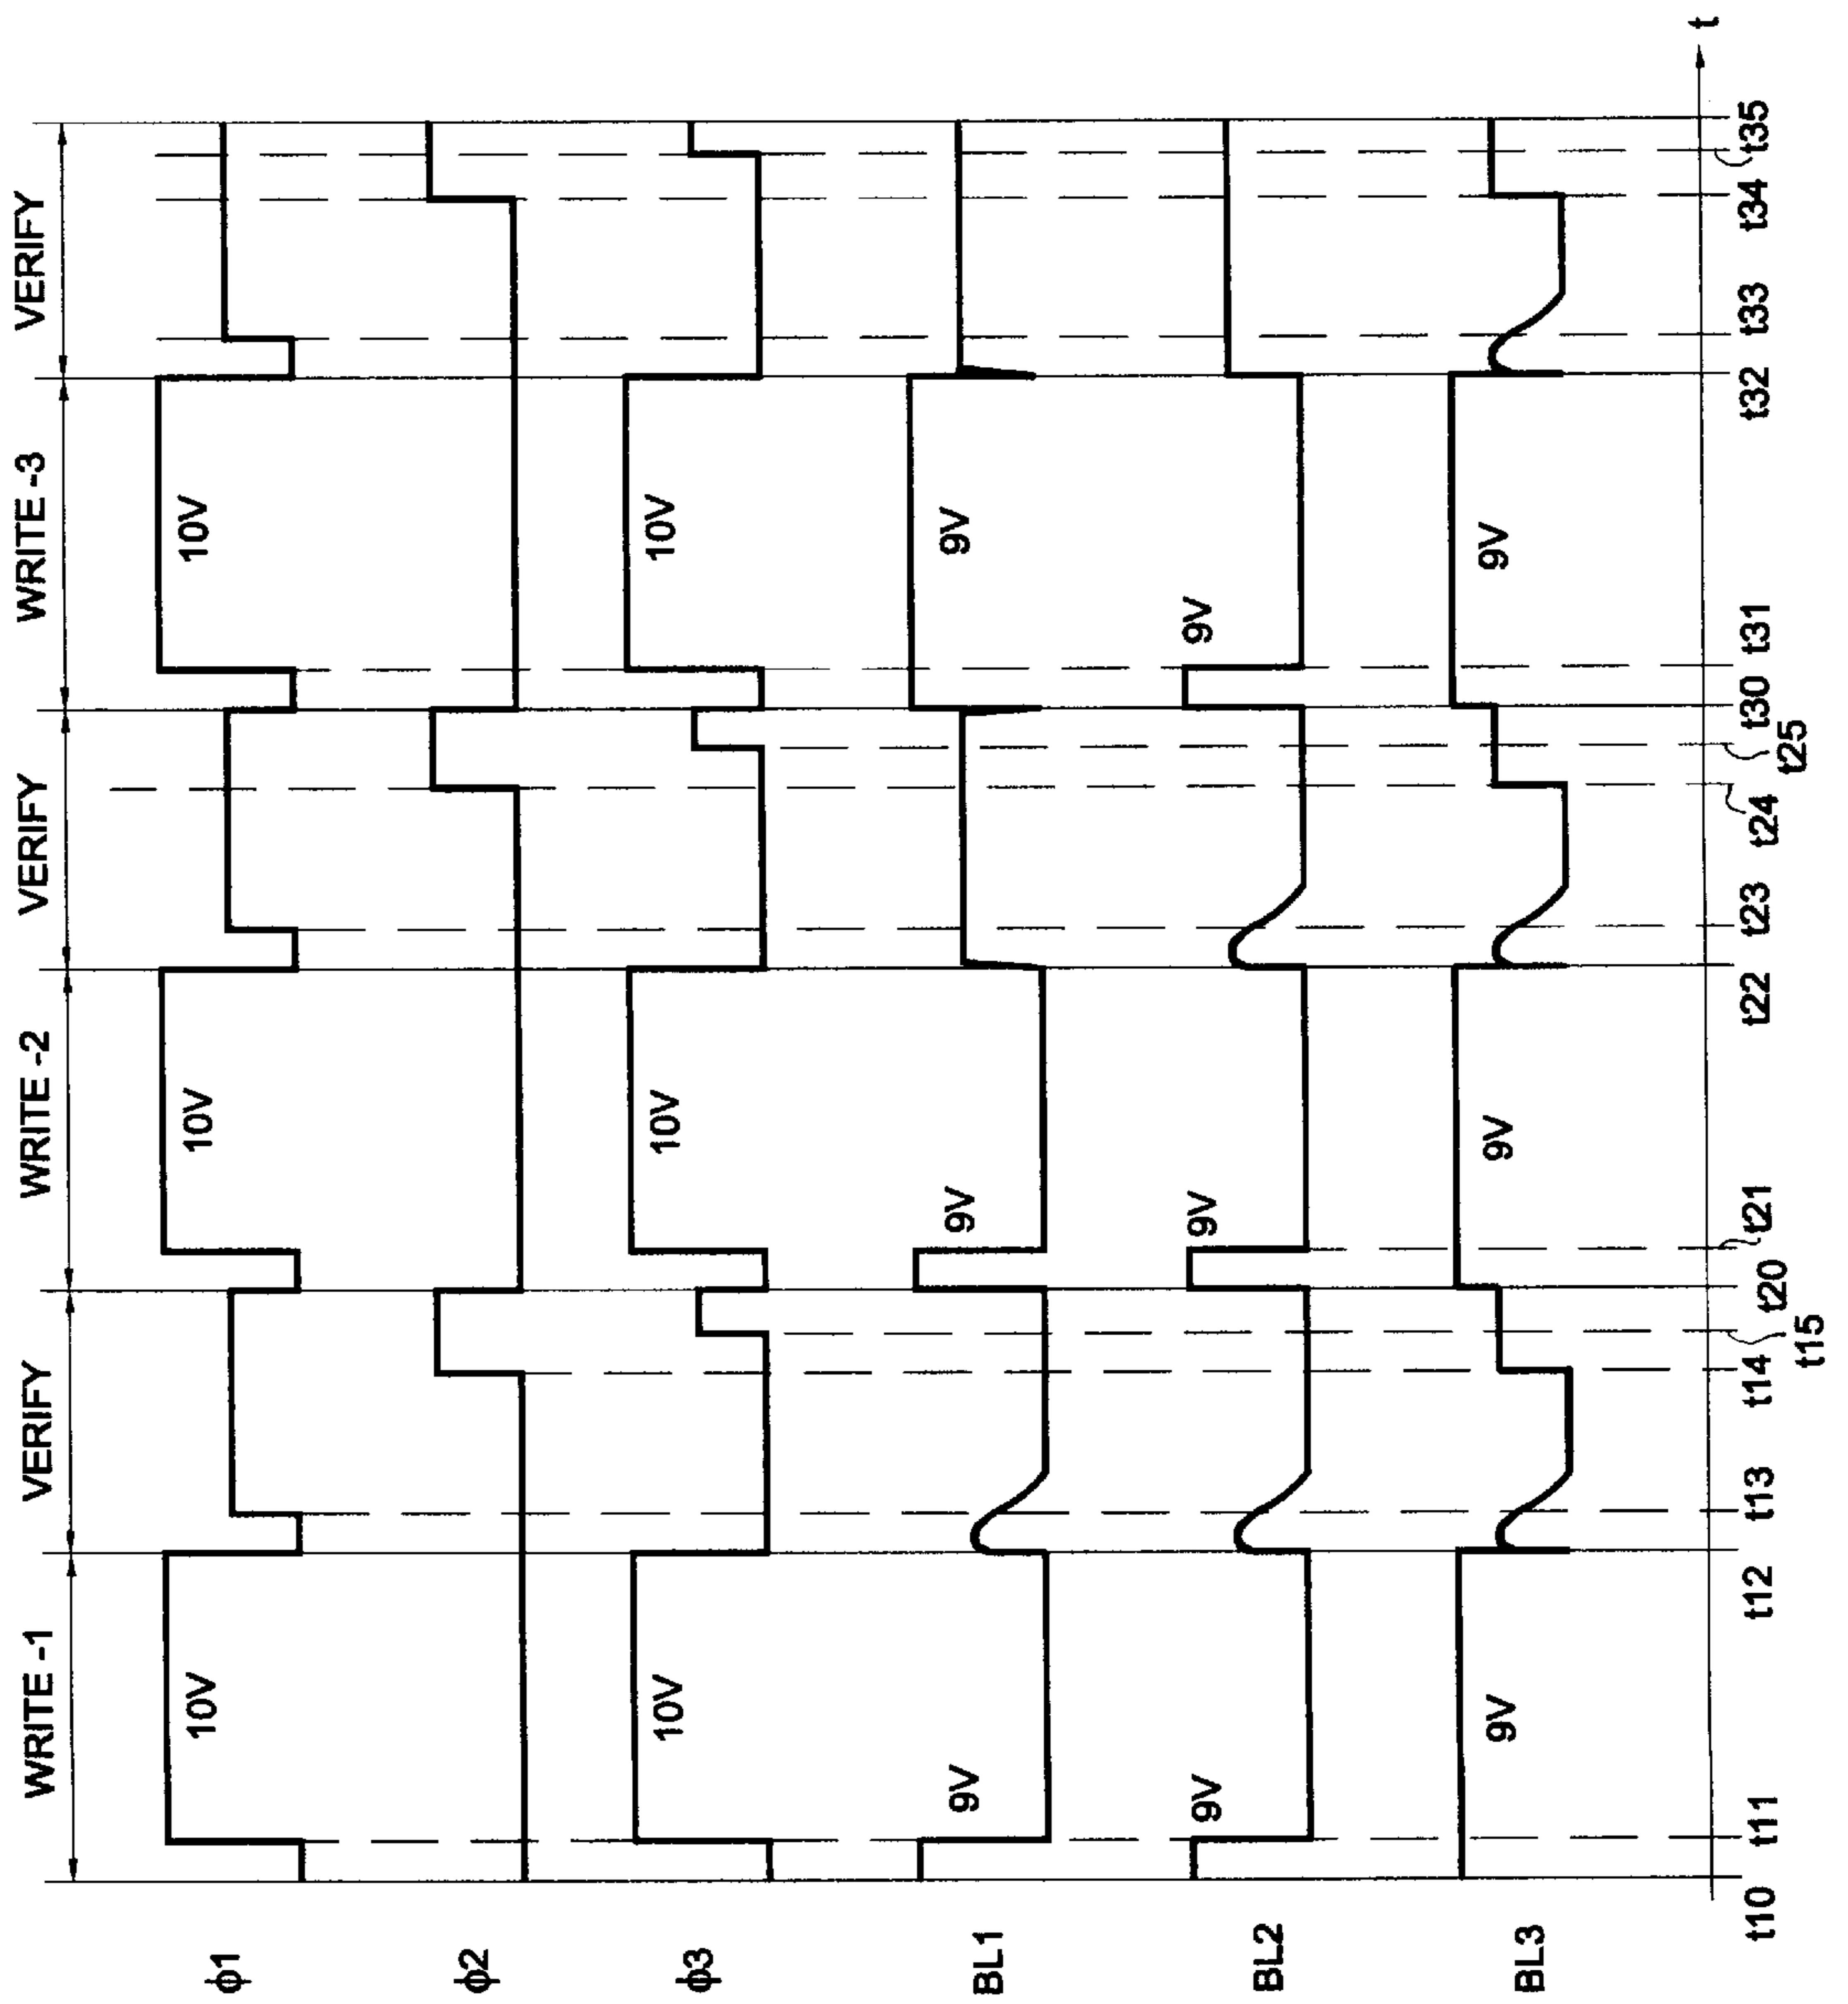 WRITE -1 VERIFY WRITE -2 VERIFY WRITE -3 VERIFY
ϕ1 10V 10V 10V
ϕ2
ϕ3 10V 10V 10V
BL1 9V 9V 9V
BL2 9V 9V 9V
BL3 9V 9V 9V
t
t10 t11 t12 t13 t14 t20 t21 t22 t23 t24 t30 t31 t32 t33 t34 t35
t15 t25